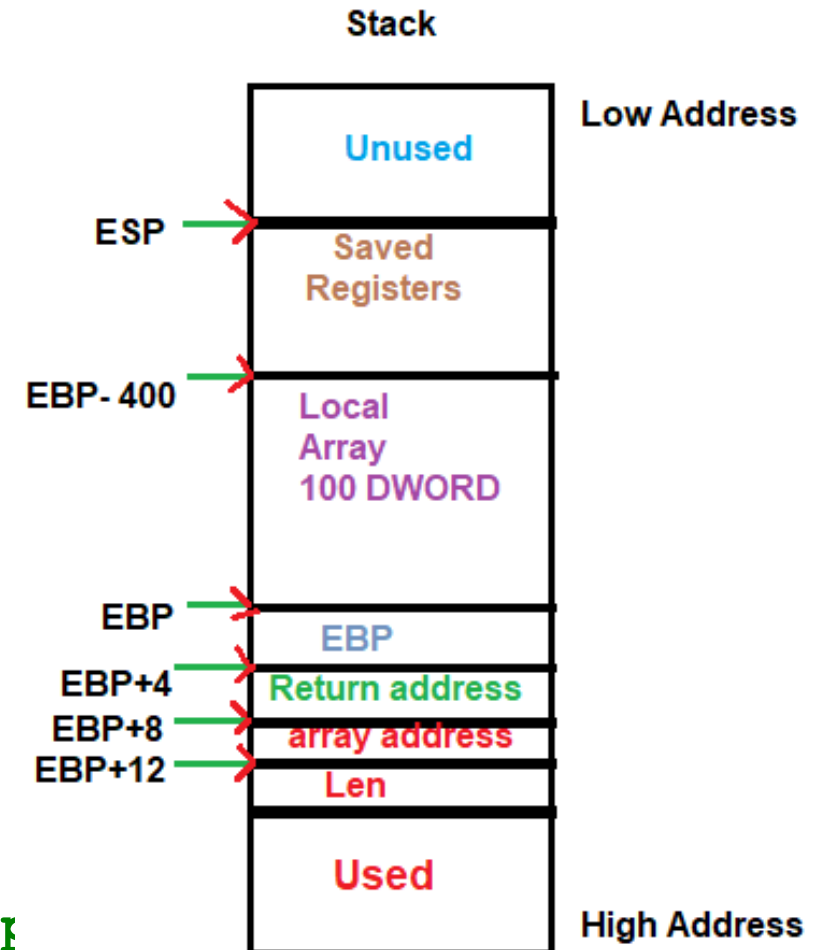 Stack
Low Address
Unused
ESP
Saved
Registers
EBP- 400
Local
Array
100 DWORD
EBP
EBP
EBP+4
Return address
EBP+8
array address
EBP+12
Len
Used
High Address